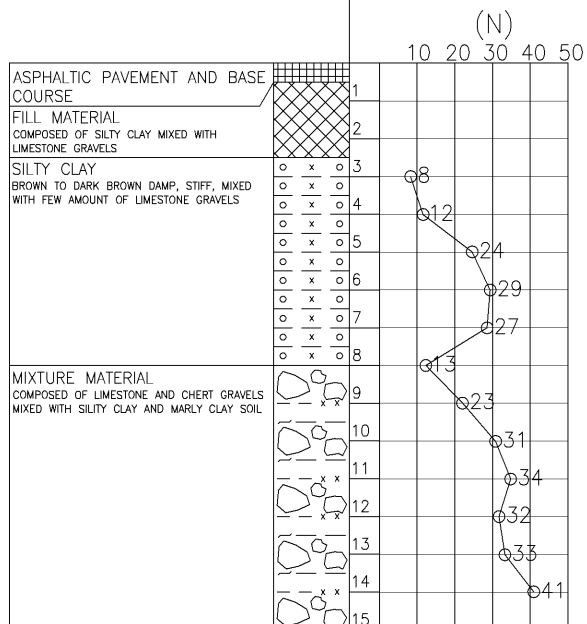 (N)
10 20 30 40 50
ASPHALTIC PAVEMENT AND BASE
COURSE
FILL MATERIAL
COMPOSED OF SILTY CLAY MIXED WITH
LIMESTONE GRAVELS
SILTY CLAY
BROWN TO DARK BROWN DAMP, STIFF, MIXED
WITH FEW AMOUNT OF LIMESTONE GRAVELS
MIXTURE MATERIAL
COMPOSED OF LIMESTONE AND CHERT GRAVELS
MIXED WITH SILITY CLAY AND MARLY CLAY SOIL
1
2
3
8
4
12
5
24
6
29
7
27
8
13
9
23
10
31
11
34
12
32
13
33
14
41
15